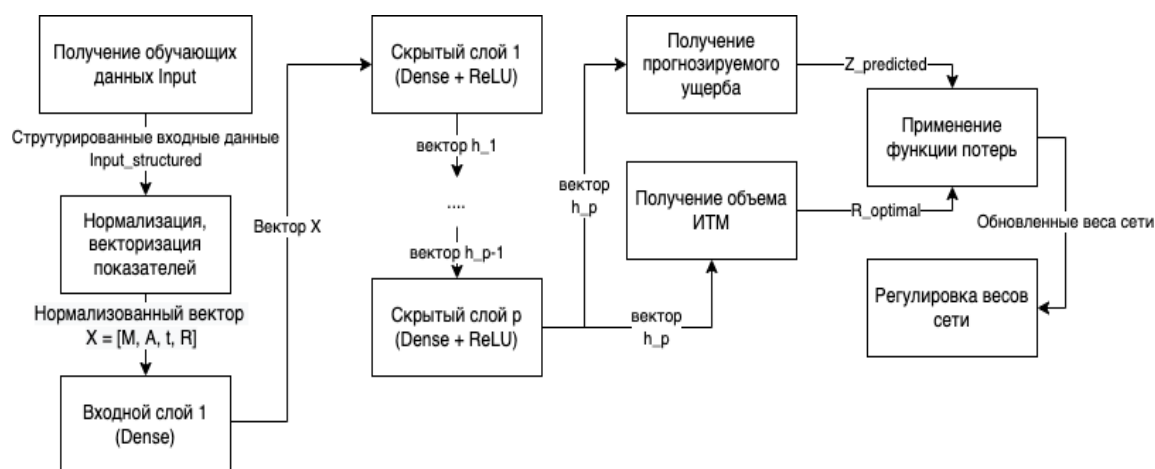 Получение обучающих
данных Input
Струтурированные входные данные
Input_structured
Нормализация,
векторизация
показателей
Нормализованный вектор
X = [M, A, t, R]
Входной слой 1
(Dense)
Вектор X
Скрытый слой 1
(Dense + ReLU)
вектор h_1
....
вектор h_p-1
Скрытый слой p
(Dense + ReLU)
вектор
h_p
вектор
h_p
Получение
прогнозируемого
ущерба
Z_predicted
Получение объема
ИТМ
R_optimal
Применение
функции потерь
Обновленные веса сети
Регулировка весов
сети